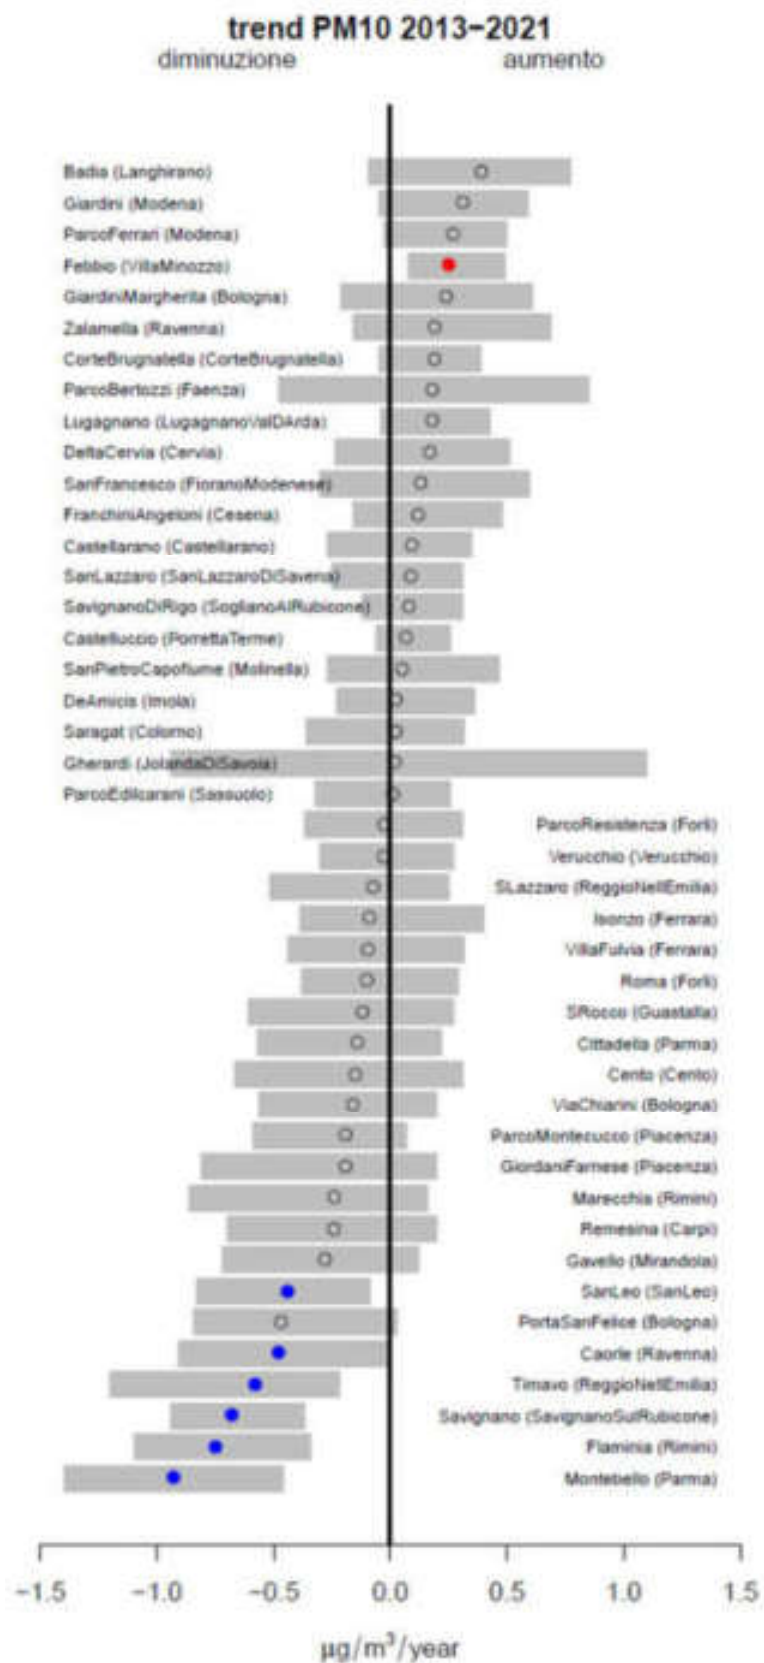 trend PM10 2013−2021
diminuzione aumento
Badia (Langhirano)
Giardini (Modena)
ParcoFerrari (Modena)
Febbio (VillaMinozzo)
GiardiniMargherita (Bologna)
Zalamella (Ravenna)
CorteBrugnatella (CorteBrugnatella)
ParcoBertozzi (Faenza)
Lugagnano (LugagnanoValDArda)
DeltaCervia (Cervia)
SanFrancesco (FioranoModenese)
FranchiniAngeloni (Cesena)
Castellarano (Castellarano)
SanLazzaro (SanLazzaroDiSavena)
SavignanoDiRigo (SoglianoAlRubicone)
Castelluccio (PorrettaTerme)
SanPietroCapofiume (Molinella)
DeAmicis (Imola)
Saragat (Colorno)
Gherardi (JolandaDiSavoia)
ParcoEdilcarani (Sassuolo)
ParcoResistenza (Forlì)
Verucchio (Verucchio)
SLazzaro (ReggioNellEmilia)
Isonzo (Ferrara)
VillaFulvia (Ferrara)
Roma (Forlì)
SRocco (Guastalla)
Cittadella (Parma)
Cento (Cento)
ViaChiarini (Bologna)
ParcoMontecucco (Piacenza)
GiordaniFarnese (Piacenza)
Marecchia (Rimini)
Remesina (Carpi)
Gavello (Mirandola)
SanLeo (SanLeo)
PortaSanFelice (Bologna)
Caorle (Ravenna)
Timavo (ReggioNellEmilia)
Savignano (SavignanoSulRubicone)
Flaminia (Rimini)
Montebello (Parma)
−1.5 −1.0 −0.5 0.0 0.5 1.0 1.5
μg/m³/year